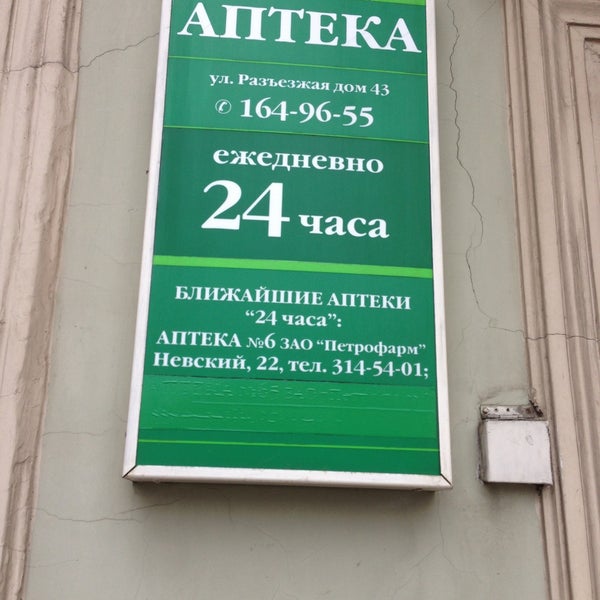 АПТЕКА
ул. Разъезжая дом 43
✆ 164-96-55
ежедневно
24 часа
БЛИЖАЙШИЕ АПТЕКИ
“24 часа”:
АПТЕКА №6 ЗАО “Петрофарм”
Невский, 22, тел. 314-54-01;